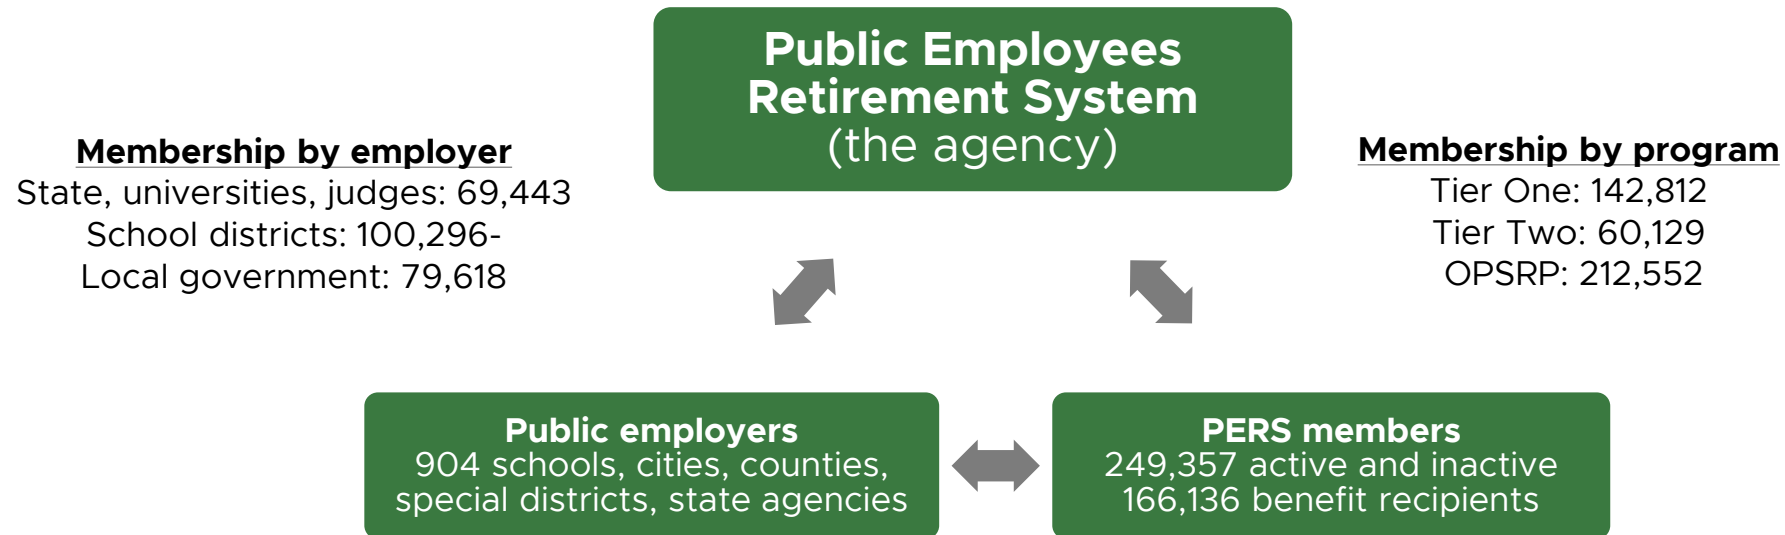 Public Employees
Retirement System
(the agency)
Membership by employer
State, universities, judges: 69,443
School districts: 100,296-
Local government: 79,618
Membership by program
Tier One: 142,812
Tier Two: 60,129
OPSRP: 212,552
Public employers
904 schools, cities, counties,
special districts, state agencies
PERS members
249,357 active and inactive
166,136 benefit recipients